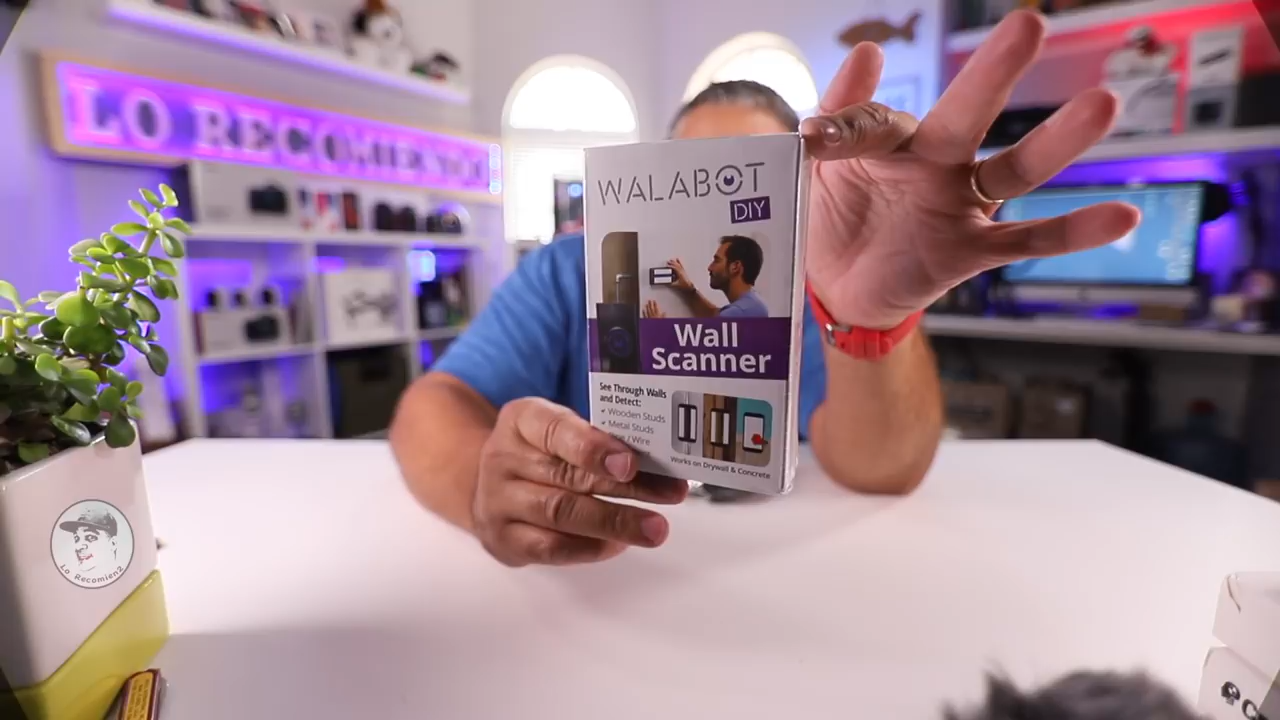 LO RECOMIENDO
WALABOT
DIY
Wall
Scanner
See Through Walls
and Detect:
✓ Wooden Studs
✓ Metal Studs
/ Wire
Works on Drywall & Concrete
Lo Recomien2